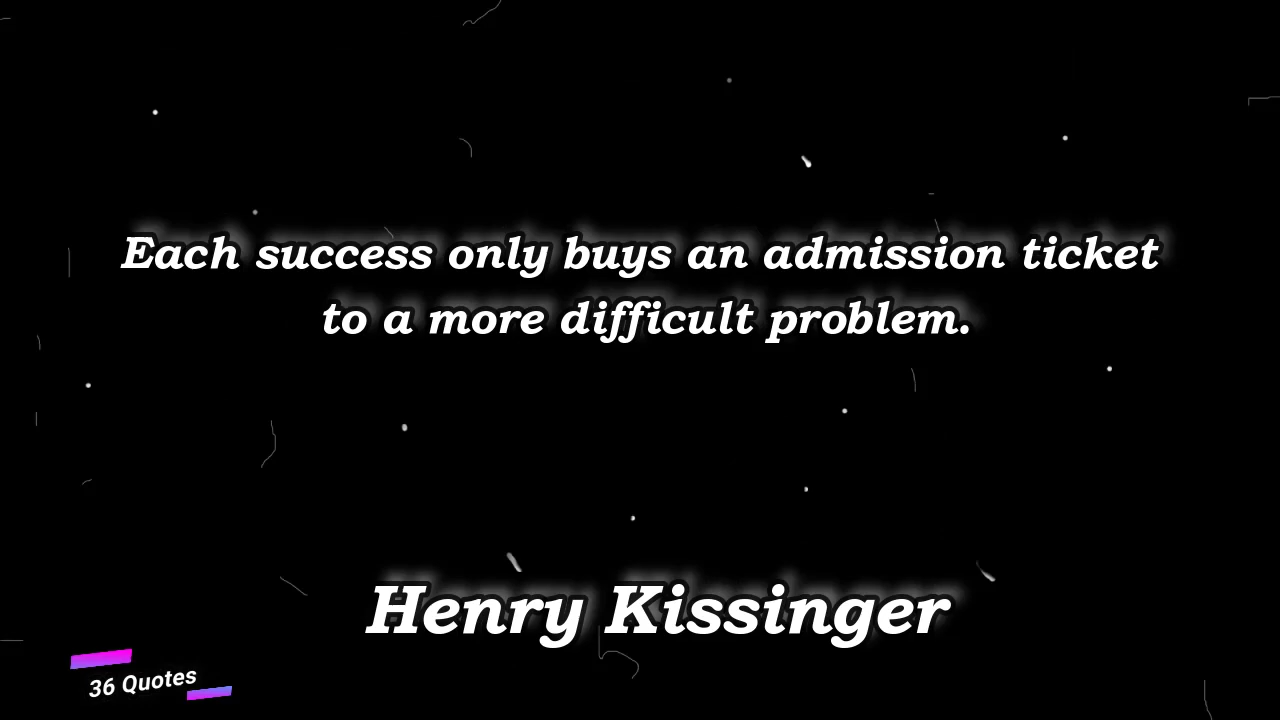 Each success only buys an admission ticket
to a more difficult problem.
Henry Kissinger
36 Quotes